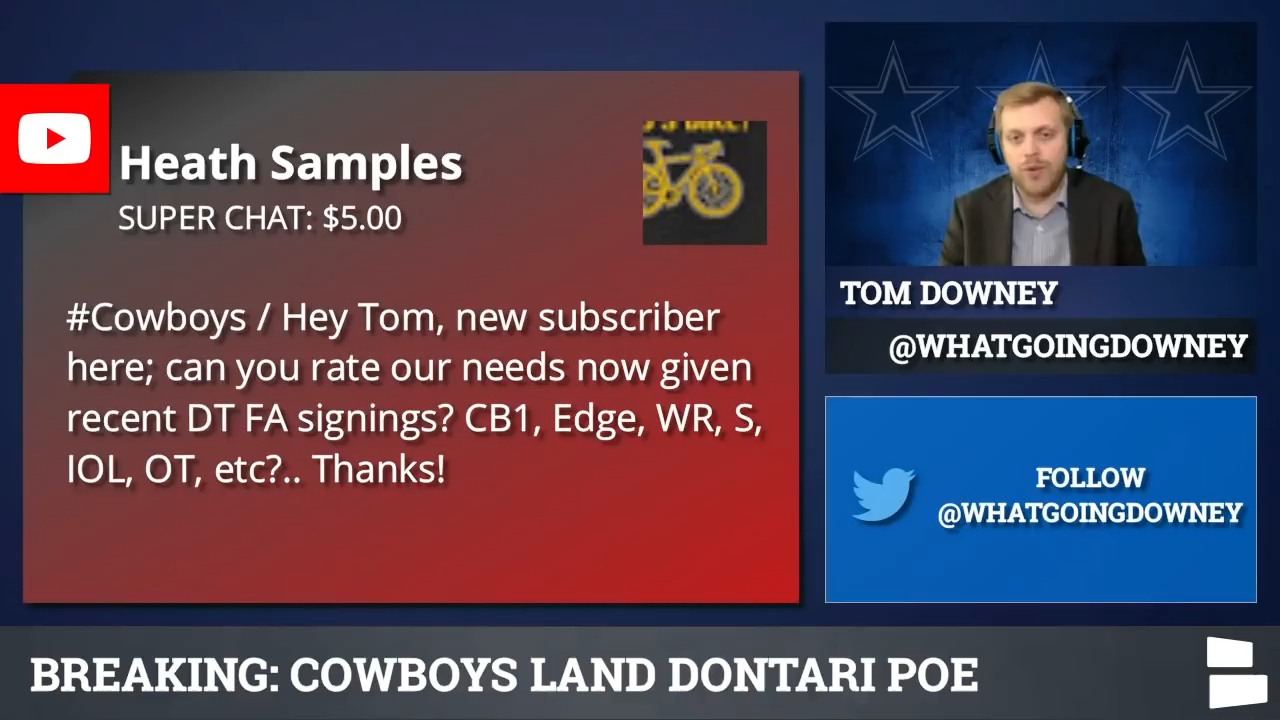 Heath Samples
SUPER CHAT: $5.00
#Cowboys / Hey Tom, new subscriber
here; can you rate our needs now given
recent DT FA signings? CB1, Edge, WR, S,
IOL, OT, etc?.. Thanks!
TOM DOWNEY
@WHATGOINGDOWNEY
FOLLOW
@WHATGOINGDOWNEY
BREAKING: COWBOYS LAND DONTARI POE